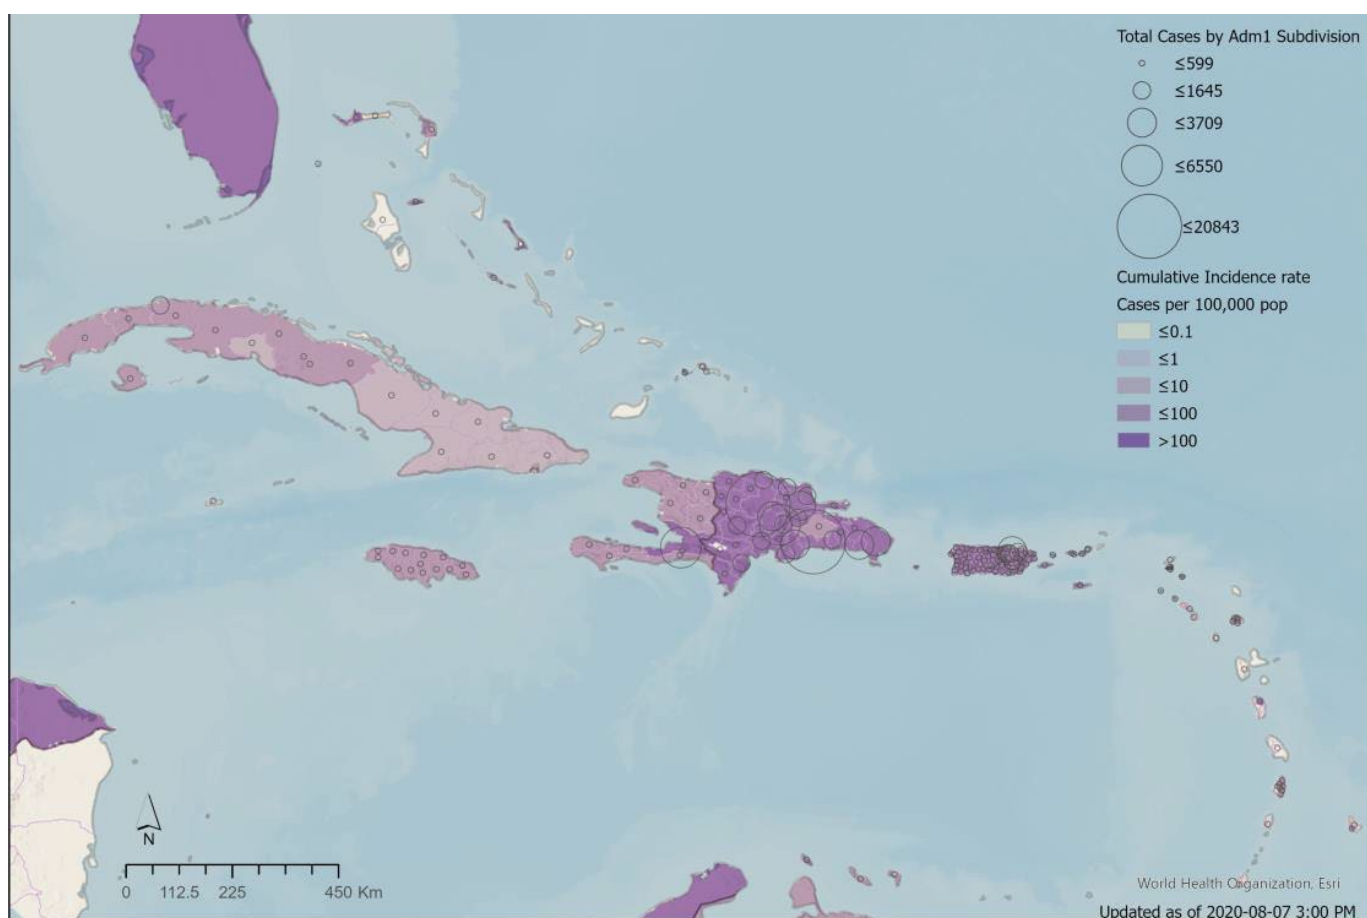 Total Cases by Adm1 Subdivision
≤599
≤1645
≤3709
≤6550
≤20843
Cumulative Incidence rate
Cases per 100,000 pop
≤0.1
≤1
≤10
≤100
>100
N
0 112.5 225 450 Km
World Health Organization, Esri
Updated as of 2020-08-07 3:00 PM